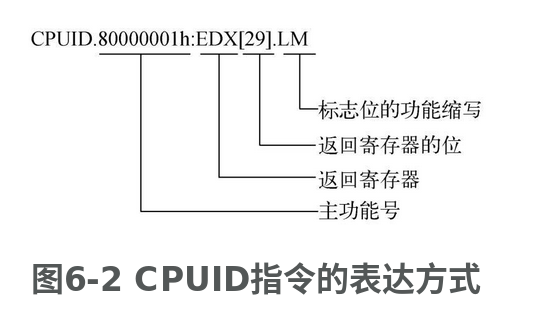 CPUID.80000001h:EDX[29].LM
标志位的功能缩写
返回寄存器的位
返回寄存器
主功能号
图6-2 CPUID指令的表达方式